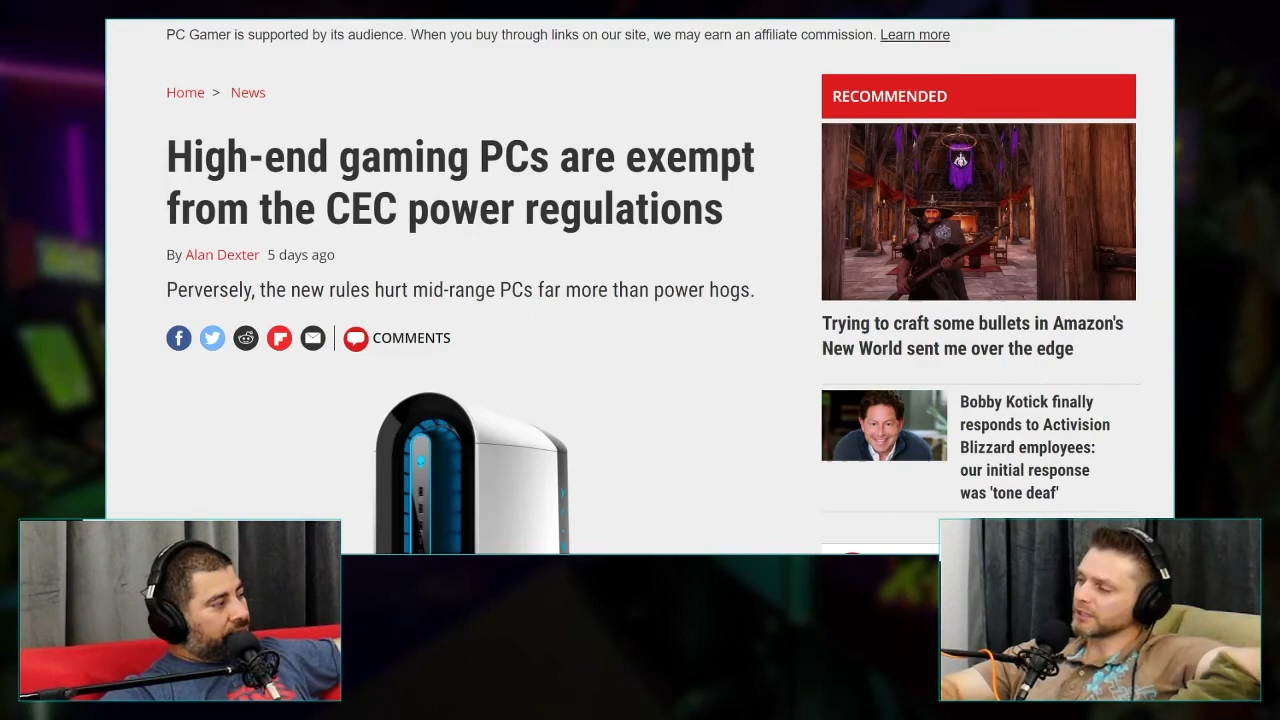 PC Gamer is supported by its audience. When you buy through links on our site, we may earn an affiliate commission. Learn more
Home > News
High-end gaming PCs are exempt
from the CEC power regulations
By Alan Dexter 5 days ago
Perversely, the new rules hurt mid-range PCs far more than power hogs.
COMMENTS
RECOMMENDED
Trying to craft some bullets in Amazon's
New World sent me over the edge
Bobby Kotick finally
responds to Activision
Blizzard employees:
our initial response
was 'tone deaf'